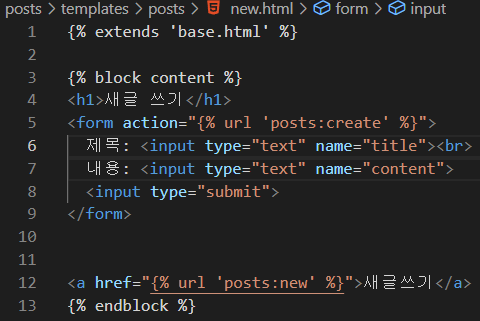 posts > templates > posts > new.html > form > input
1 {% extends 'base.html' %}
2
3 {% block content %}
4 <h1>새글 쓰기</h1>
5 <form action="{% url 'posts:create' %}">
6 제목: <input type="text" name="title"><br>
7 내용: <input type="text" name="content">
8 <input type="submit">
9 </form>
10
11
12 <a href="{% url 'posts:new' %}">새글쓰기</a>
13 {% endblock %}